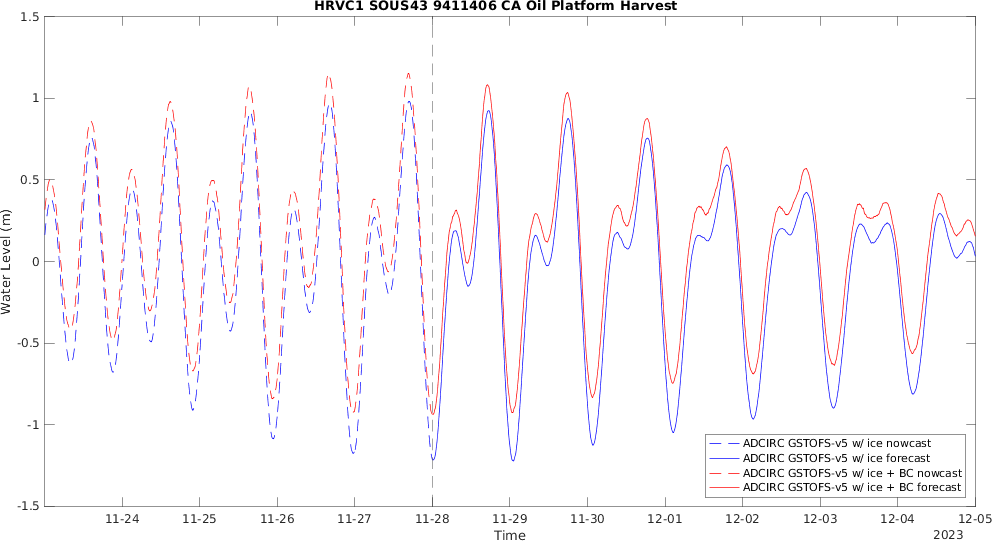 HRVC1 SOUS43 9411406 CA Oil Platform Harvest
1.5
1
0.5
0
-0.5
-1
-1.5
Water Level (m)
ADCIRC GSTOFS-v5 w/ ice nowcast
ADCIRC GSTOFS-v5 w/ ice forecast
ADCIRC GSTOFS-v5 w/ ice + BC nowcast
ADCIRC GSTOFS-v5 w/ ice + BC forecast
11-24 11-25 11-26 11-27 11-28 11-29 11-30 12-01 12-02 12-03 12-04 12-05
Time
2023